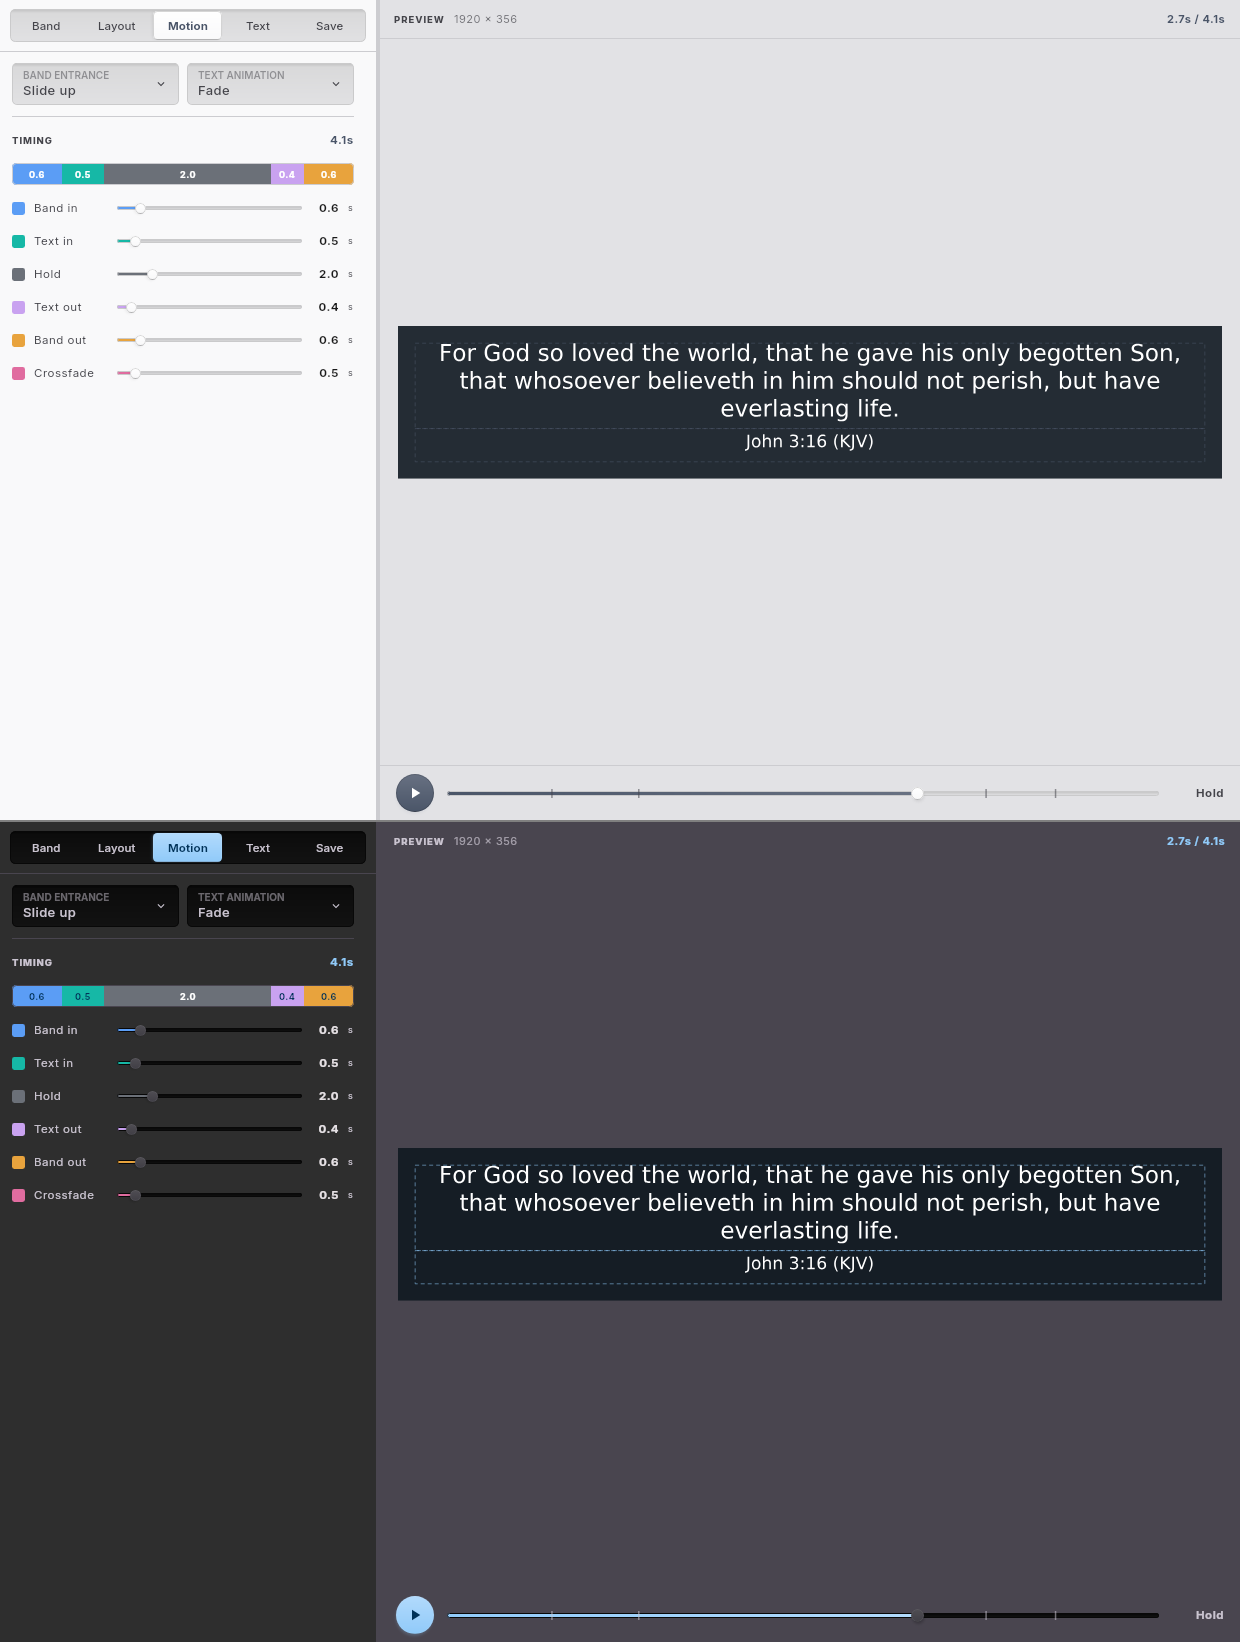 Band Layout Motion Text Save
PREVIEW 1920 × 356 2.7s / 4.1s
BAND ENTRANCE
Slide up
TEXT ANIMATION
Fade
TIMING 4.1s
0.6 0.5 2.0 0.4 0.6
Band in 0.6 s
Text in 0.5 s
Hold 2.0 s
Text out 0.4 s
Band out 0.6 s
Crossfade 0.5 s
For God so loved the world, that he gave his only begotten Son,
that whosoever believeth in him should not perish, but have
everlasting life.
John 3:16 (KJV)
Hold
Band Layout Motion Text Save
PREVIEW 1920 × 356 2.7s / 4.1s
BAND ENTRANCE
Slide up
TEXT ANIMATION
Fade
TIMING 4.1s
0.6 0.5 2.0 0.4 0.6
Band in 0.6 s
Text in 0.5 s
Hold 2.0 s
Text out 0.4 s
Band out 0.6 s
Crossfade 0.5 s
For God so loved the world, that he gave his only begotten Son,
that whosoever believeth in him should not perish, but have
everlasting life.
John 3:16 (KJV)
Hold